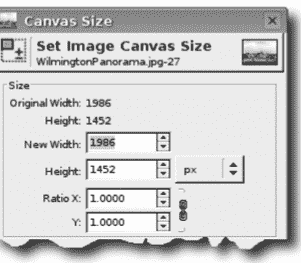 Canvas Size
Set Image Canvas Size
WilmingtonPanorama.jpg-27
Size
Original Width: 1986
Height: 1452
New Width: 1986
Height: 1452 px
Ratio X: 1.0000
Y: 1.0000